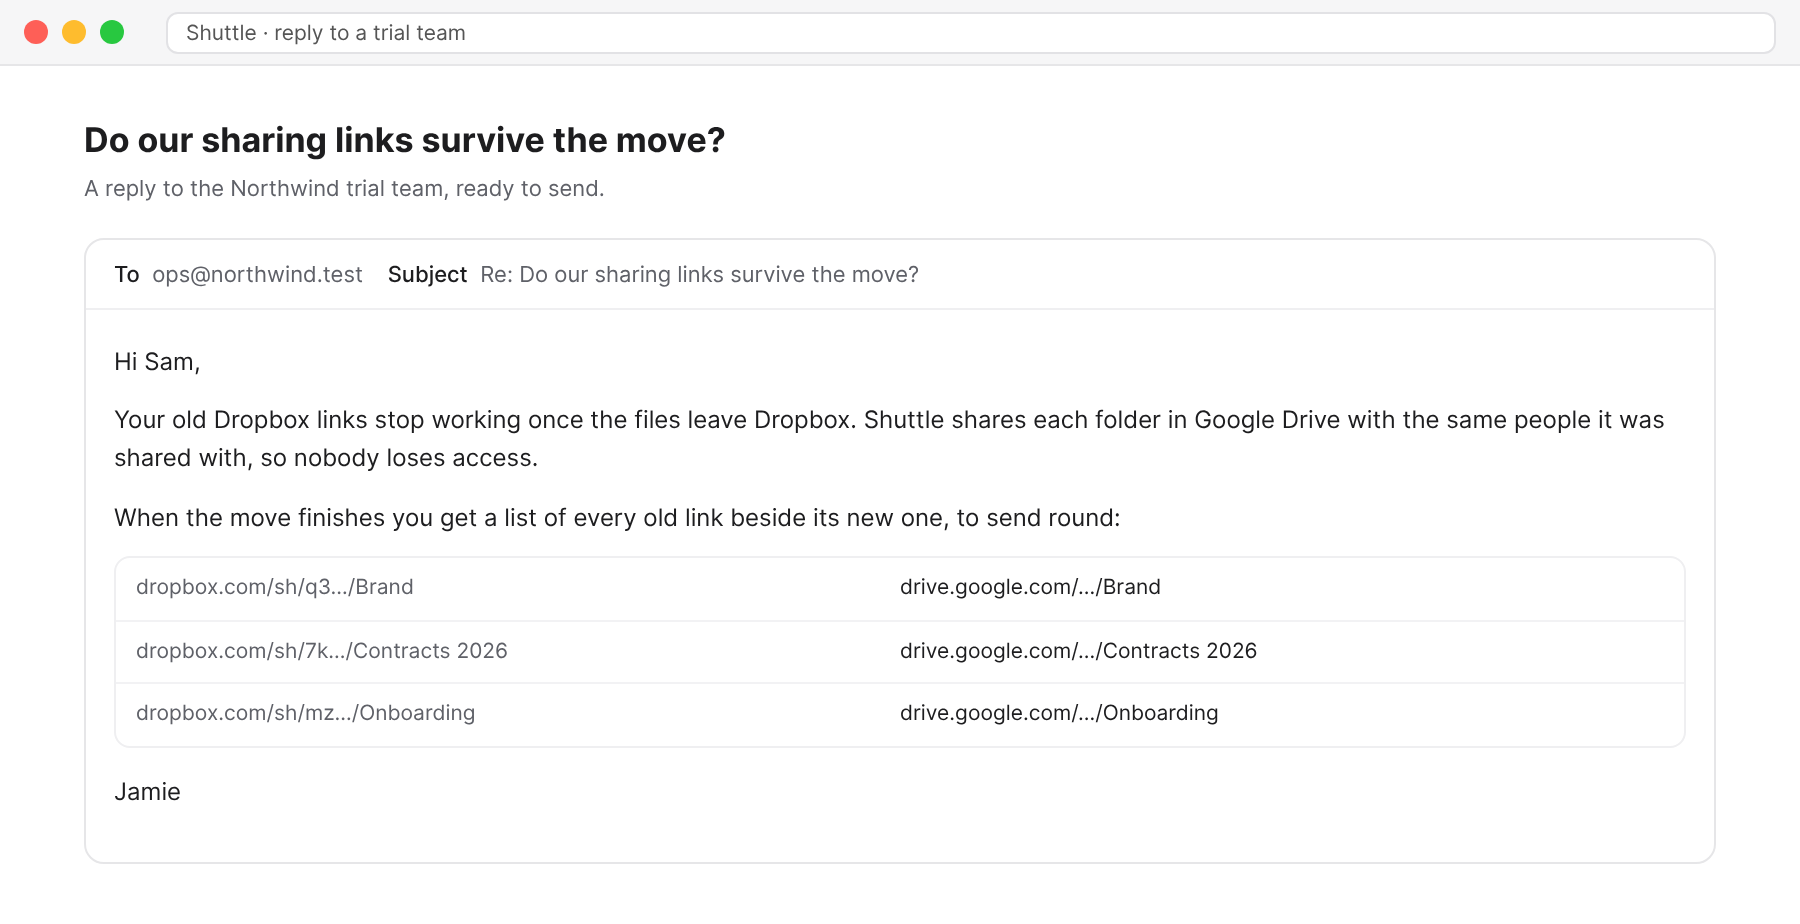 Shuttle · reply to a trial team
Do our sharing links survive the move?
A reply to the Northwind trial team, ready to send.
To ops@northwind.test Subject Re: Do our sharing links survive the move?
Hi Sam,
Your old Dropbox links stop working once the files leave Dropbox. Shuttle shares each folder in Google Drive with the same people it was
shared with, so nobody loses access.
When the move finishes you get a list of every old link beside its new one, to send round:
dropbox.com/sh/q3.../Brand drive.google.com/.../Brand
dropbox.com/sh/7k.../Contracts 2026 drive.google.com/.../Contracts 2026
dropbox.com/sh/mz.../Onboarding drive.google.com/.../Onboarding
Jamie